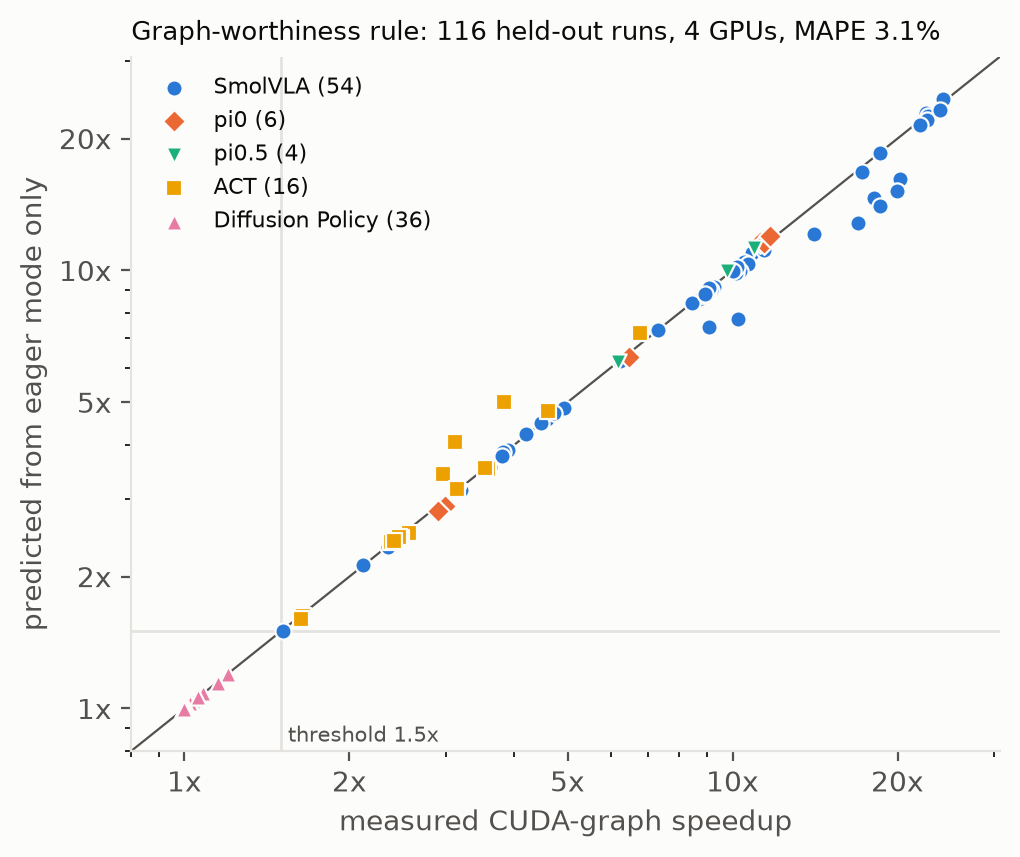 Graph-worthiness rule: 116 held-out runs, 4 GPUs, MAPE 3.1%
SmolVLA (54)
pi0 (6)
pi0.5 (4)
ACT (16)
Diffusion Policy (36)
predicted from eager mode only
20x
10x
5x
2x
1x
threshold 1.5x
1x 2x 5x 10x 20x
measured CUDA-graph speedup